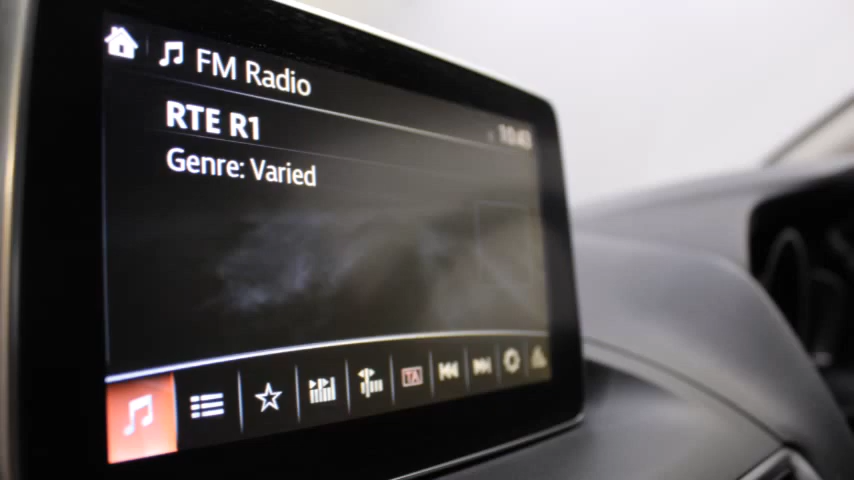 FM Radio
RTE R1
10:43
Genre: Varied
TA